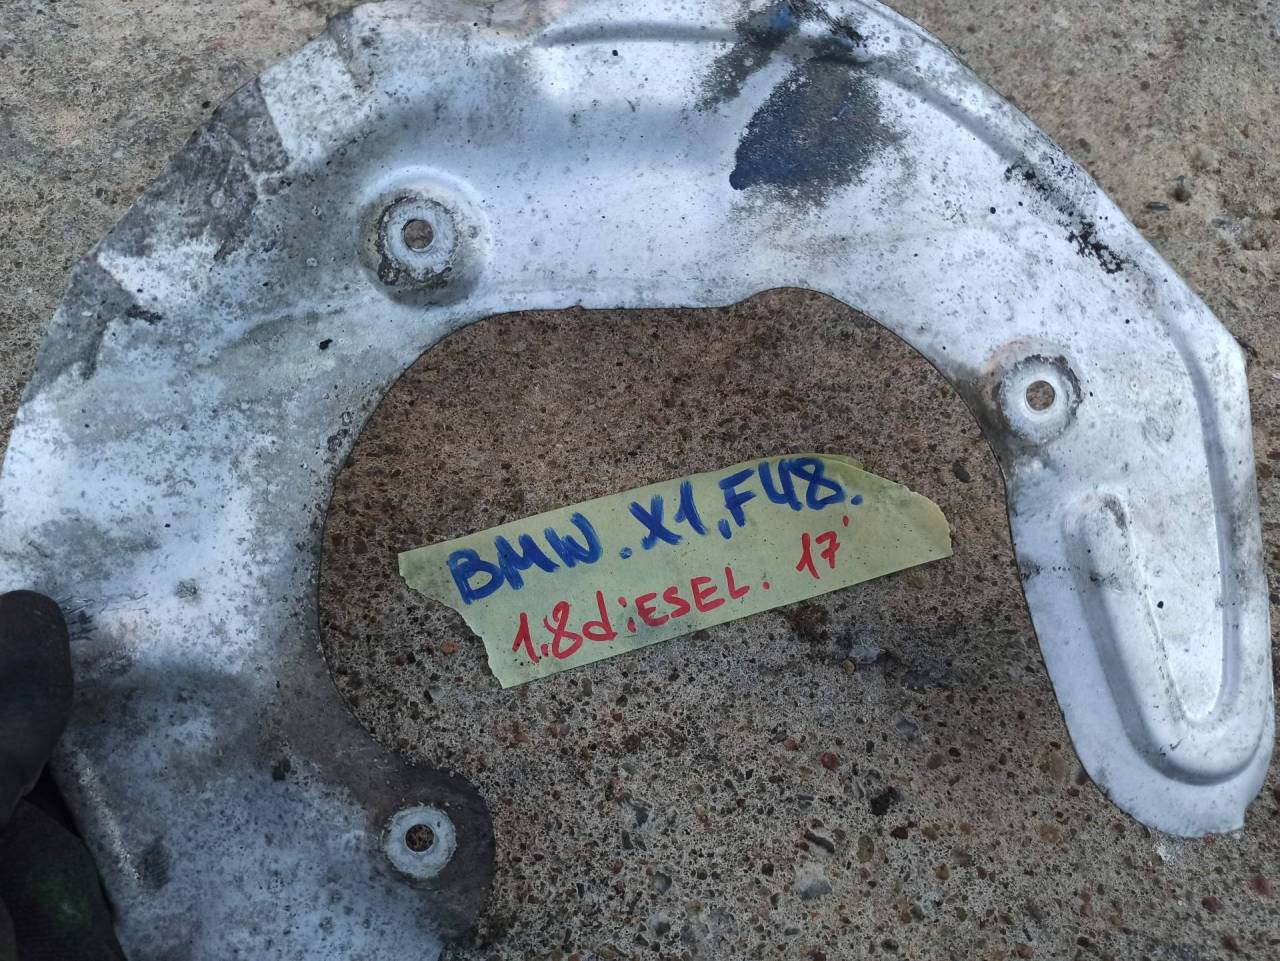 BMW. X1, F48.
1.8diESEL. 17'